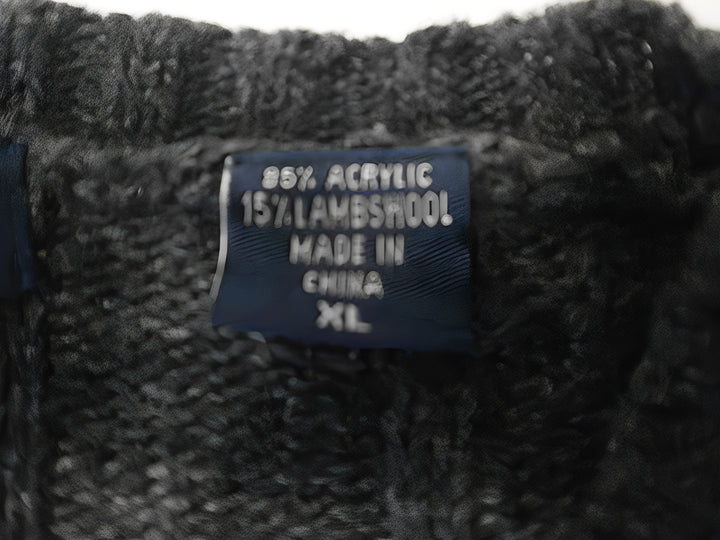 85% ACRYLIC
15% LAMBSWOOL
MADE IN
CHINA
XL